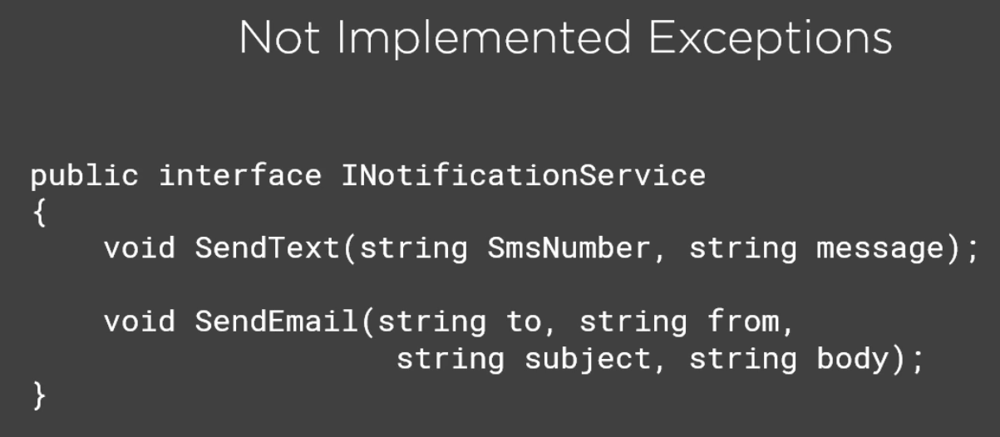 Not Implemented Exceptions
public interface INotificationService
{
    void SendText(string SmsNumber, string message);
    void SendEmail(string to, string from,
                    string subject, string body);
}